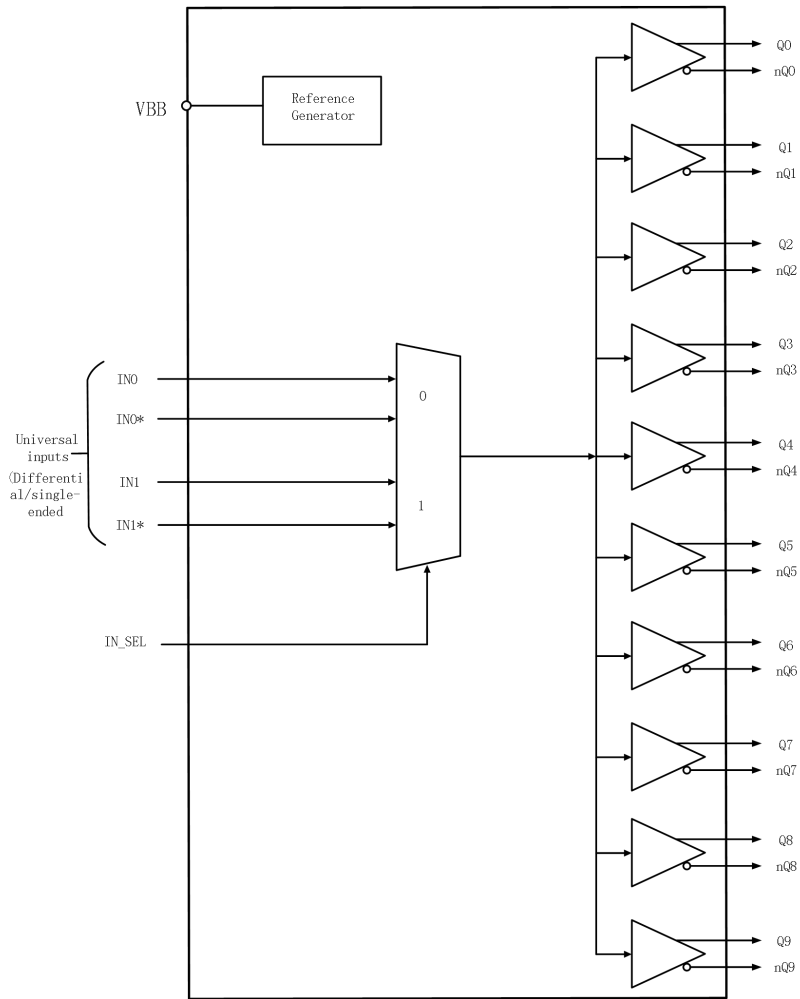 Q0
nQ0
Reference
Generator
VBB
Q1
nQ1
Q2
nQ2
Q3
nQ3
IN0
0
IN0*
Universal
inputs
(Differenti
al/single-
ended
Q4
nQ4
IN1
1
IN1*
Q5
nQ5
IN_SEL
Q6
nQ6
Q7
nQ7
Q8
nQ8
Q9
nQ9